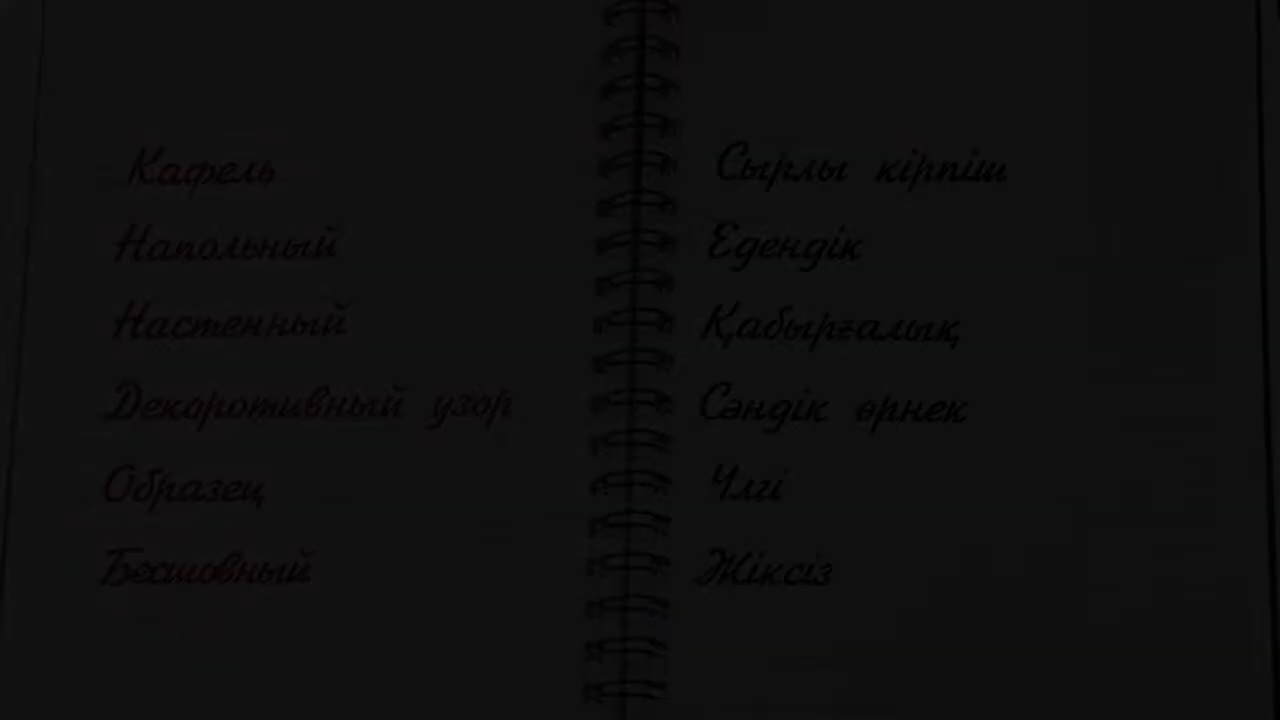 Кафель
Сырлы кірпіш
Напольный
Едендік
Настенный
Қабырғалық
Декоротивный узор
Сәндік өрнек
Образец
Үлгі
Бесшовный
Жіксіз